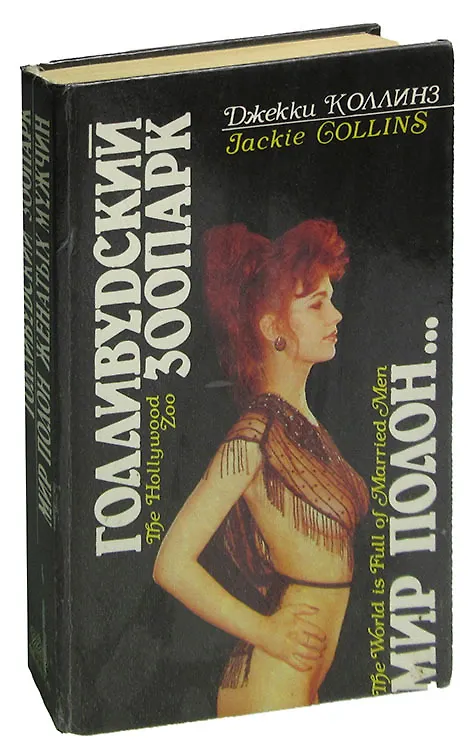 Джекки КОЛЛИНЗ
Jackie COLLINS
ГОЛЛИВУДСКИЙ
ЗООПАРК
The Hollywood
Zoo
The World is Full of Married Men
МИР ПОЛОН...
ГОЛЛИВУДСКИЙ ЗООПАРК
МИР ПОЛОН ЖЕНАТЫХ МУЖЧИН